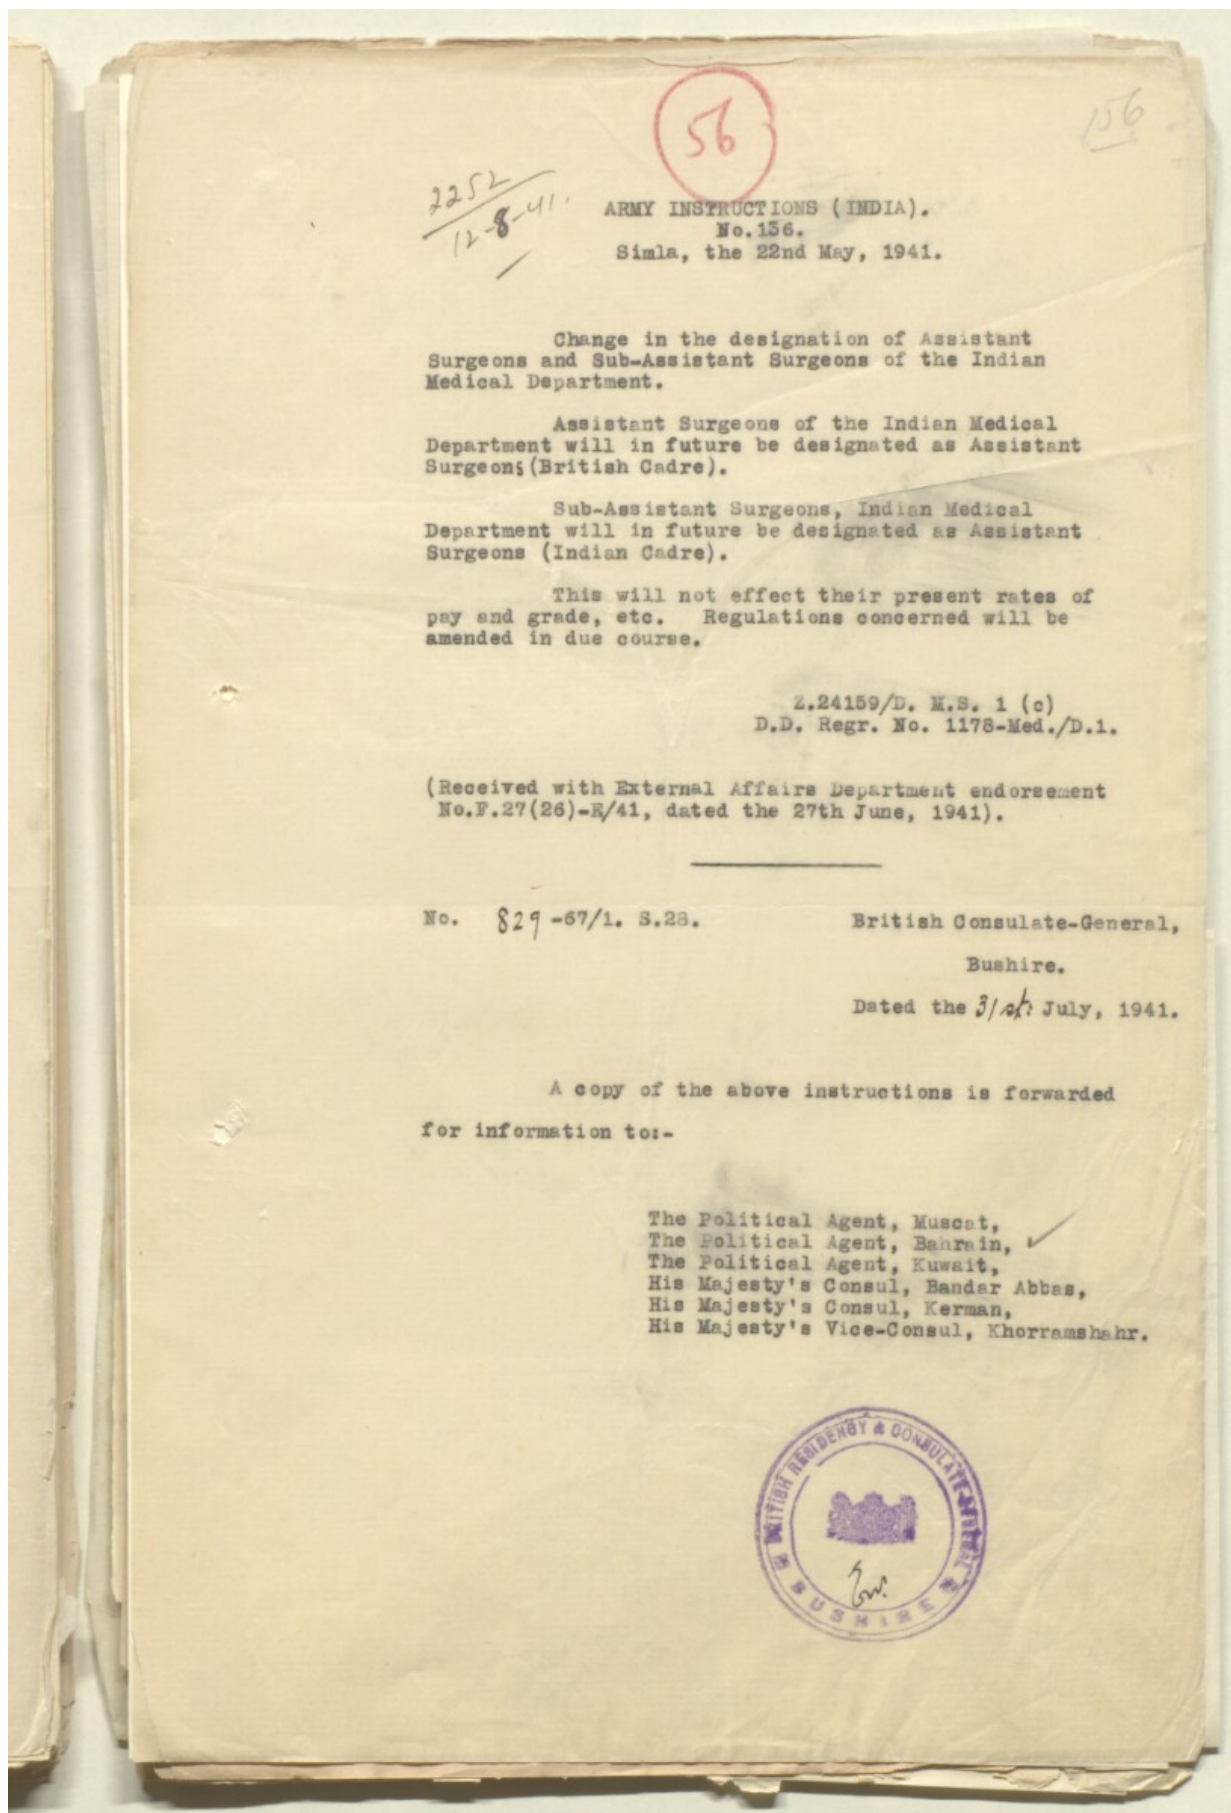 56
156
2252
12-8-41.
ARMY INSTRUCTIONS (INDIA).
No.136.
Simla, the 22nd May, 1941.
Change in the designation of Assistant
Surgeons and Sub-Assistant Surgeons of the Indian
Medical Department.
Assistant Surgeons of the Indian Medical
Department will in future be designated as Assistant
Surgeons (British Cadre).
Sub-Assistant Surgeons, Indian Medical
Department will in future be designated as Assistant
Surgeons (Indian Cadre).
This will not effect their present rates of
pay and grade, etc. Regulations concerned will be
amended in due course.
Z.24159/D. M.S. 1 (c)
D.D. Regr. No. 1178-Med./D.1.
(Received with External Affairs Department endorsement
No.F.27(26)-E/41, dated the 27th June, 1941).
No. 829-67/1. S.28. British Consulate-General,
Bushire.
Dated the 31st July, 1941.
A copy of the above instructions is forwarded
for information to:-
The Political Agent, Muscat,
The Political Agent, Bahrain, ✓
The Political Agent, Kuwait,
His Majesty's Consul, Bandar Abbas,
His Majesty's Consul, Kerman,
His Majesty's Vice-Consul, Khorramshahr.
BRITISH RESIDENCY & CONSULATE-GENERAL
BUSHIRE